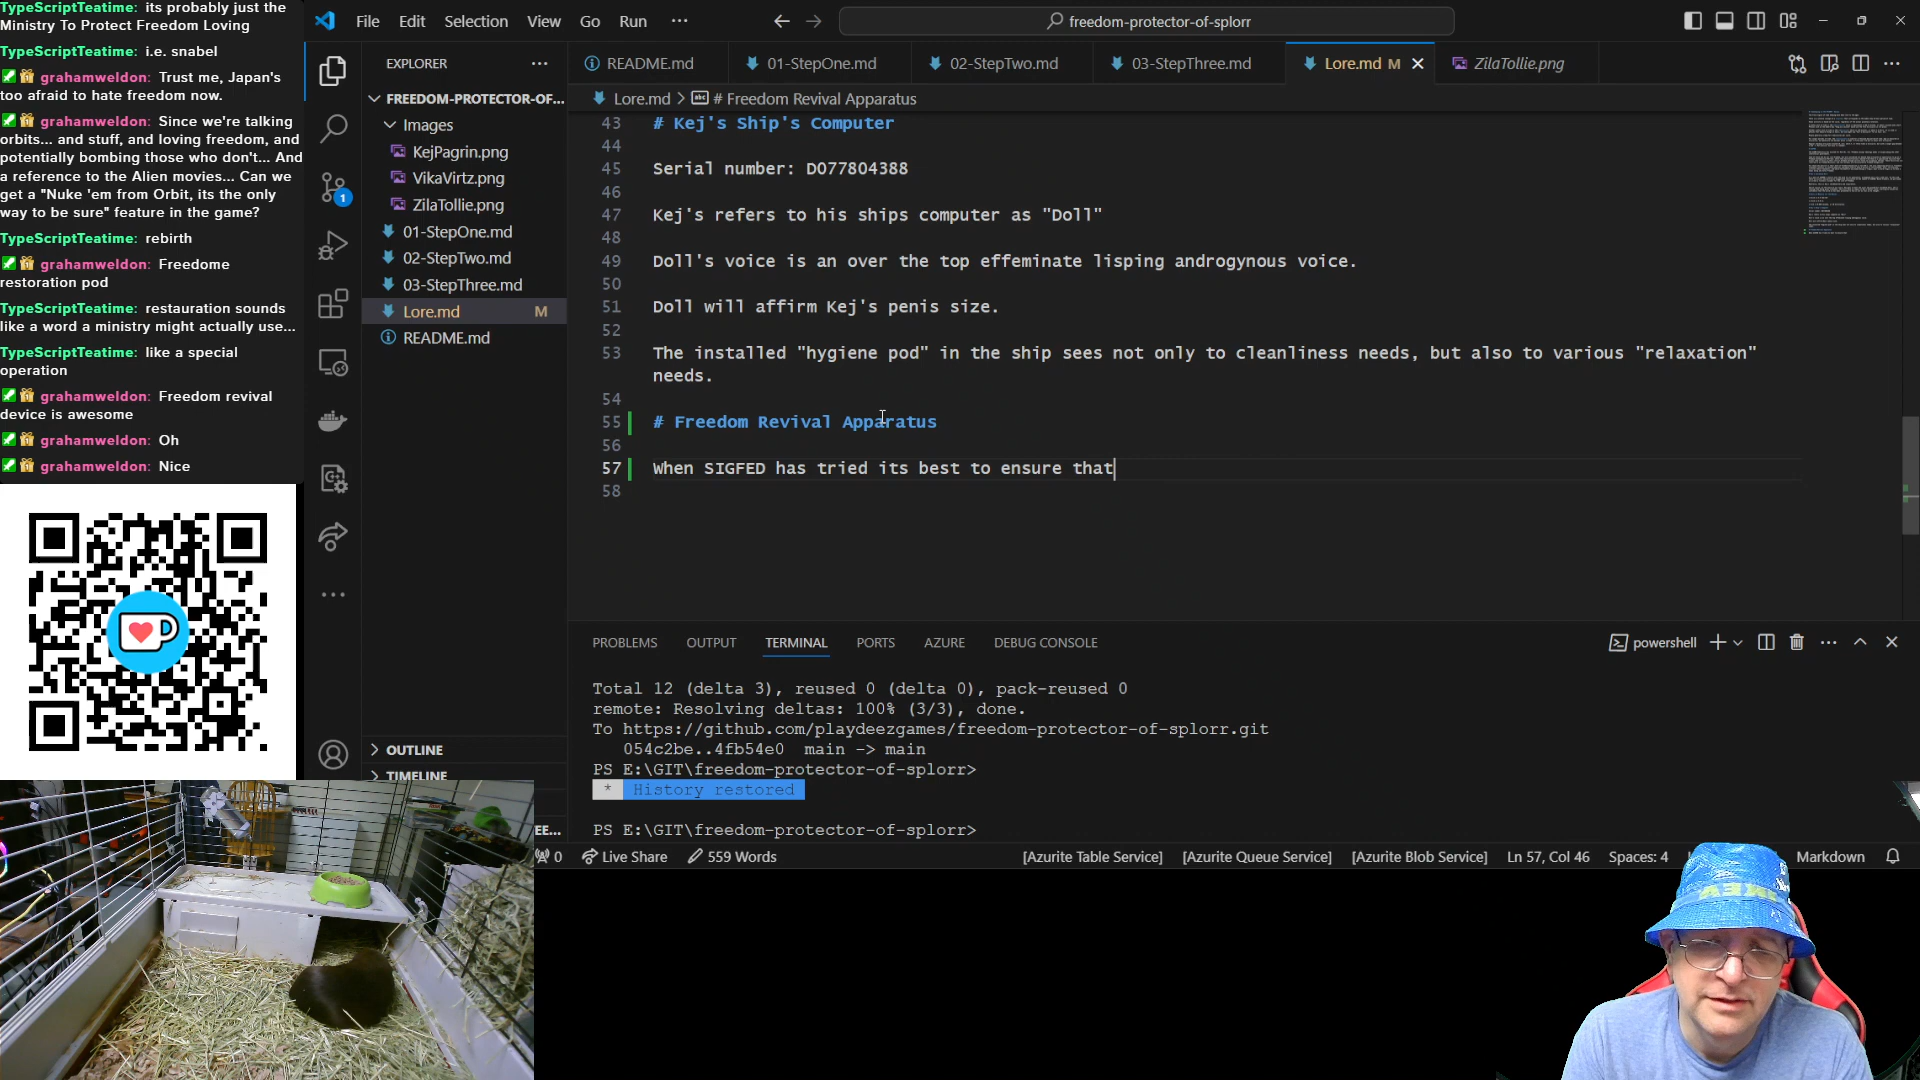 TypeScriptTeatime: its probably just the
Ministry To Protect Freedom Loving
TypeScriptTeatime: i.e. snabel
grahamweldon: Trust me, Japan's
too afraid to hate freedom now.
grahamweldon: Since we're talking
orbits... and stuff, and loving freedom, and
potentially bombing those who don't... And
a reference to the Alien movies... Can we
get a "Nuke 'em from Orbit, its the only
way to be sure" feature in the game?
TypeScriptTeatime: rebirth
grahamweldon: Freedome
restoration pod
TypeScriptTeatime: restauration sounds
like a word a ministry might actually use...
TypeScriptTeatime: like a special
operation
grahamweldon: Freedom revival
device is awesome
grahamweldon: Oh
grahamweldon: Nice
File Edit Selection View Go Run ...
freedom-protector-of-splorr
EXPLORER
FREEDOM-PROTECTOR-OF...
Images
KejPagrin.png
VikaVirtz.png
ZilaTollie.png
01-StepOne.md
02-StepTwo.md
03-StepThree.md
Lore.md M
README.md
OUTLINE
TIMELINE
1
README.md
01-StepOne.md
02-StepTwo.md
03-StepThree.md
Lore.md M
ZilaTollie.png
Lore.md > # Freedom Revival Apparatus
43 # Kej's Ship's Computer
44
45 Serial number: D077804388
46
47 Kej's refers to his ships computer as "Doll"
48
49 Doll's voice is an over the top effeminate lisping androgynous voice.
50
51 Doll will affirm Kej's penis size.
52
53 The installed "hygiene pod" in the ship sees not only to cleanliness needs, but also to various "relaxation"
needs.
54
55 # Freedom Revival Apparatus
56
57 When SIGFED has tried its best to ensure that
58
PROBLEMS OUTPUT TERMINAL PORTS AZURE DEBUG CONSOLE
powershell
Total 12 (delta 3), reused 0 (delta 0), pack-reused 0
remote: Resolving deltas: 100% (3/3), done.
To https://github.com/playdeezgames/freedom-protector-of-splorr.git
054c2be..4fb54e0 main -> main
PS E:\GIT\freedom-protector-of-splorr>
* History restored
PS E:\GIT\freedom-protector-of-splorr>
EE...
0 Live Share 559 Words
[Azurite Table Service] [Azurite Queue Service] [Azurite Blob Service] Ln 57, Col 46 Spaces: 4 Markdown
IKEA